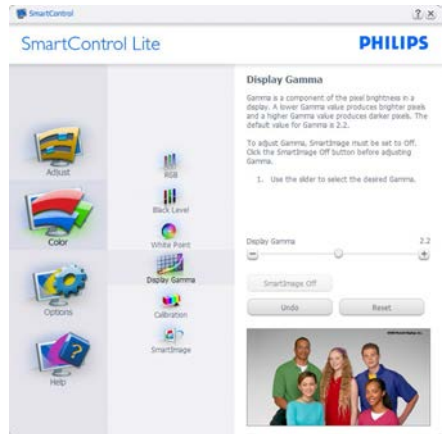 SmartControl
SmartControl Lite
PHILIPS
Adjust
Color
Options
Help
RGB
Black Level
White Point
Display Gamma
Calibration
SmartImage
Display Gamma
Gamma is a component of the pixel brightness in a
display. A lower Gamma value produces brighter pixels
and a higher Gamma value produces darker pixels. The
default value for Gamma is 2.2.
To adjust Gamma, SmartImage must be set to Off.
Click the SmartImage Off button before adjusting
Gamma.
1. Use the slider to select the desired Gamma.
Display Gamma 2.2
SmartImage Off
Undo Reset